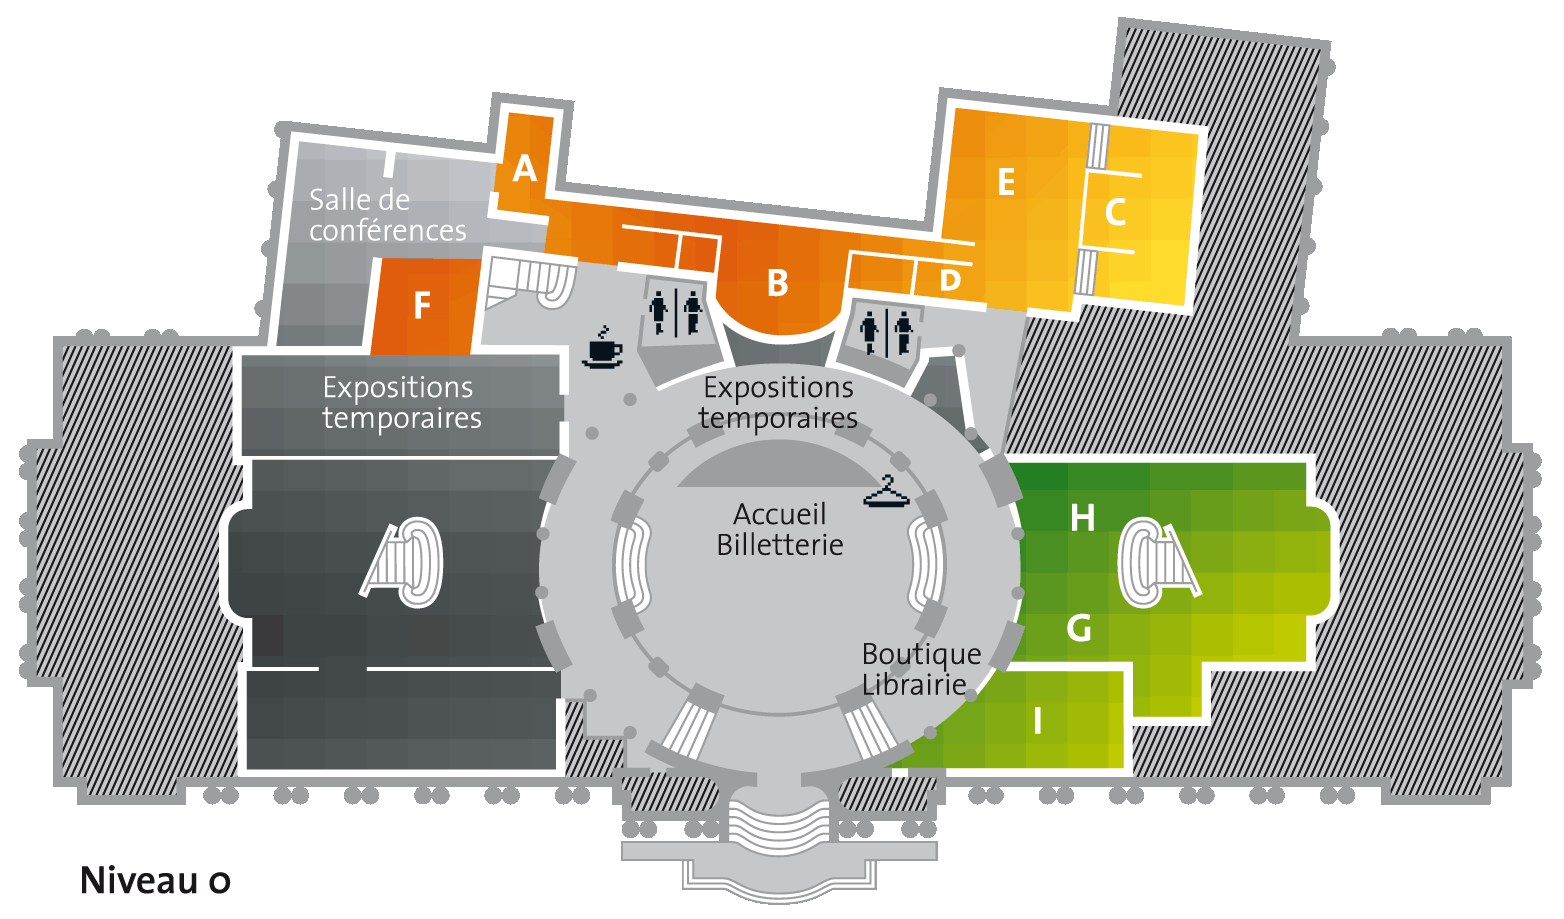 A
E
C
Salle de
conférences
B
D
F
Expositions
temporaires
Expositions
temporaires
H
Accueil
Billetterie
G
Boutique
Librairie
I
Niveau 0